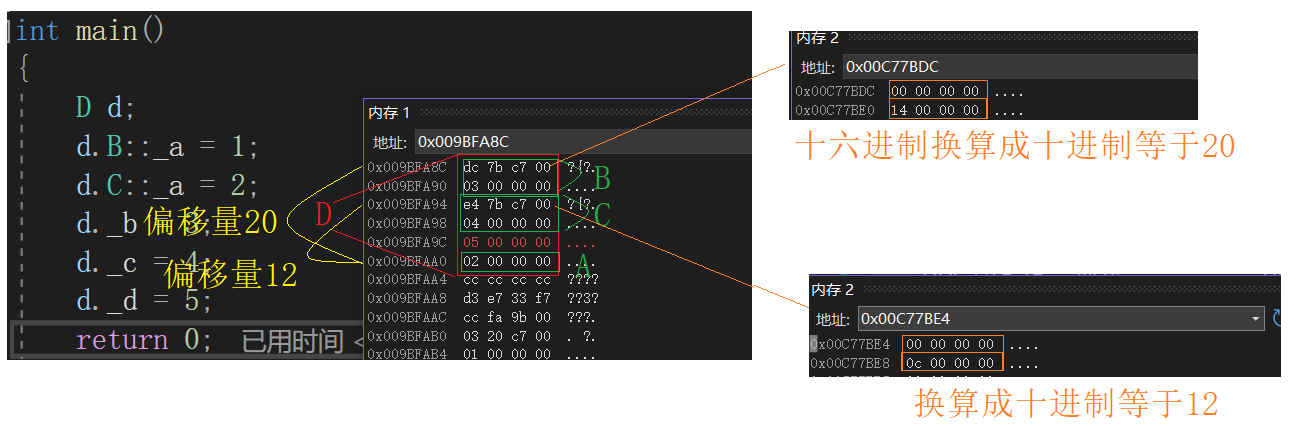 int main()
{
D d;
d.B::_a = 1;
d.C::_a = 2;
d._b
偏移量20
d._c = 4;
偏移量12
d._d = 5;
return 0; 已用时间 <
内存 1
地址: 0x009BFA8C
0x009BFA8C dc 7b c7 00 ?{?.
0x009BFA90 03 00 00 00 ....
0x009BFA94 e4 7b c7 00 ?{?.
0x009BFA98 04 00 00 00 ....
0x009BFA9C 05 00 00 00 ....
0x009BFAA0 02 00 00 00 ....
0x009BFAA4 cc cc cc cc ????
0x009BFAA8 d3 e7 33 f7 ??3?
0x009BFAAC cc fa 9b 00 ???.
0x009BFAB0 03 20 c7 00 . ?.
0x009BFAB4 01 00 00 00 ....
D
B
C
A
内存 2
地址: 0x00C77BDC
0x00C77BDC 00 00 00 00 ....
0x00C77BE0 14 00 00 00 ....
十六进制换算成十进制等于20
内存 2
地址: 0x00C77BE4
0x00C77BE4 00 00 00 00 ....
0x00C77BE8 0c 00 00 00 ....
换算成十进制等于12